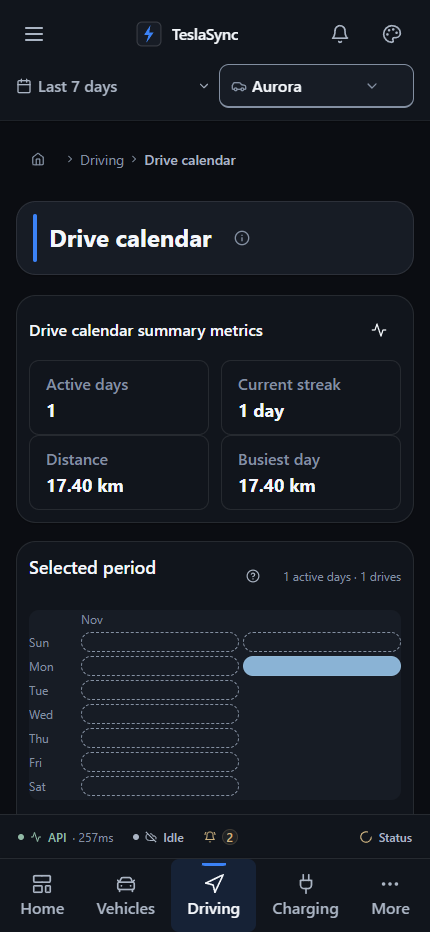 TeslaSync
Last 7 days
Aurora
Driving
Drive calendar
Drive calendar
Drive calendar summary metrics
Active days
1
Current streak
1 day
Distance
17.40 km
Busiest day
17.40 km
Selected period
1 active days · 1 drives
Nov
Sun
Mon
Tue
Wed
Thu
Fri
Sat
API · 257ms
Idle
2
Status
Home
Vehicles
Driving
Charging
More